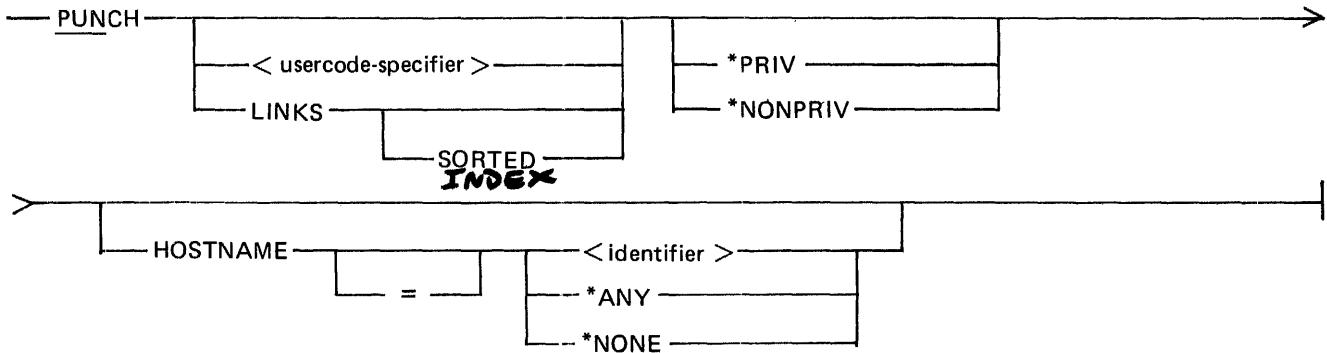 PUNCH
< usercode-specifier >
*PRIV
LINKS
*NONPRIV
SORTED
INDEX
HOSTNAME
< identifier >
=
*ANY
*NONE